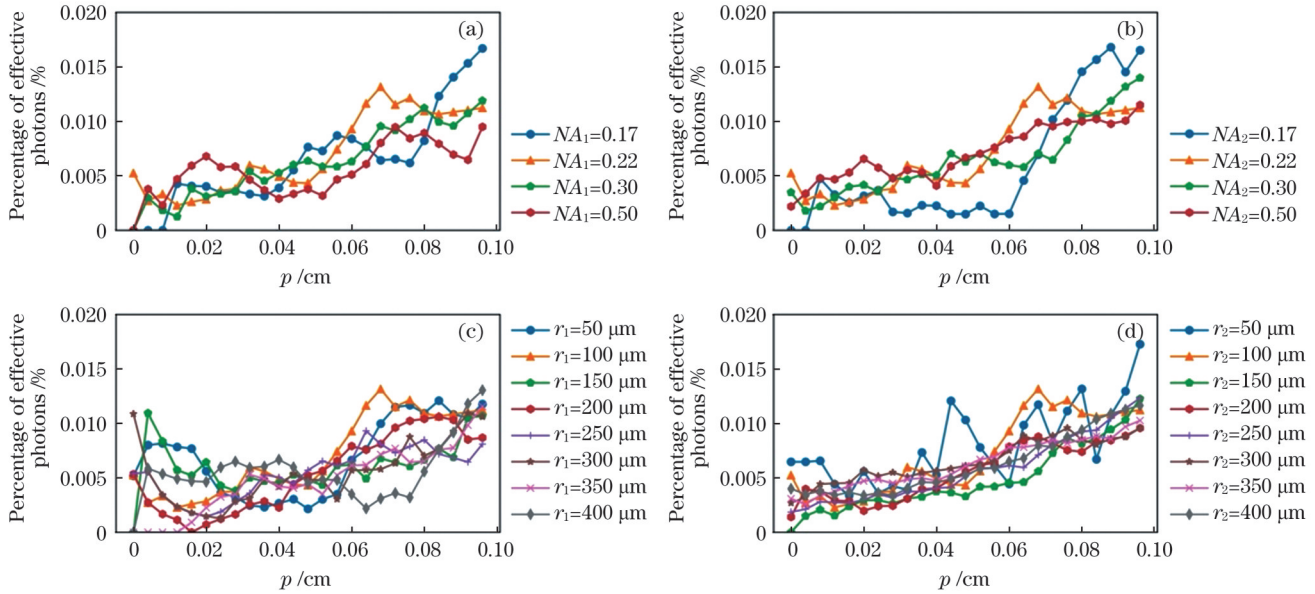 Percentage of effective
photons /%
0.020
0.015
0.010
0.005
0
(a)
0 0.02 0.04 0.06 0.08 0.10
p /cm
NA₁=0.17
NA₁=0.22
NA₁=0.30
NA₁=0.50
Percentage of effective
photons /%
0.020
0.015
0.010
0.005
0
(b)
0 0.02 0.04 0.06 0.08 0.10
p /cm
NA₂=0.17
NA₂=0.22
NA₂=0.30
NA₂=0.50
Percentage of effective
photons /%
0.020
0.015
0.010
0.005
0
(c)
0 0.02 0.04 0.06 0.08 0.10
p /cm
r₁=50 μm
r₁=100 μm
r₁=150 μm
r₁=200 μm
r₁=250 μm
r₁=300 μm
r₁=350 μm
r₁=400 μm
Percentage of effective
photons /%
0.020
0.015
0.010
0.005
0
(d)
0 0.02 0.04 0.06 0.08 0.10
p /cm
r₂=50 μm
r₂=100 μm
r₂=150 μm
r₂=200 μm
r₂=250 μm
r₂=300 μm
r₂=350 μm
r₂=400 μm